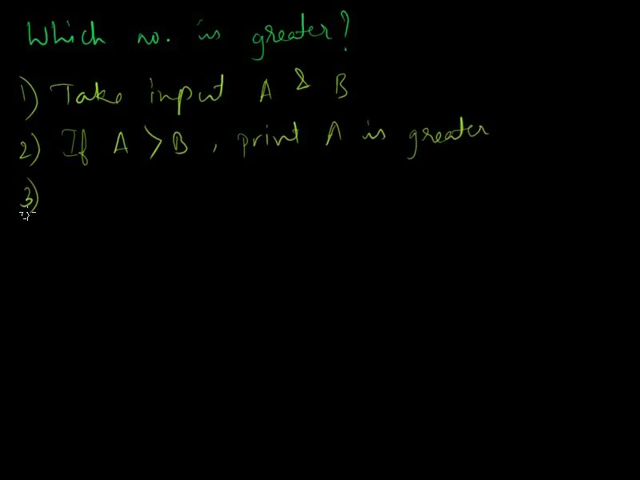 Which no. is greater?
1) Take input A & B
2) If A > B , print A is greater
3)